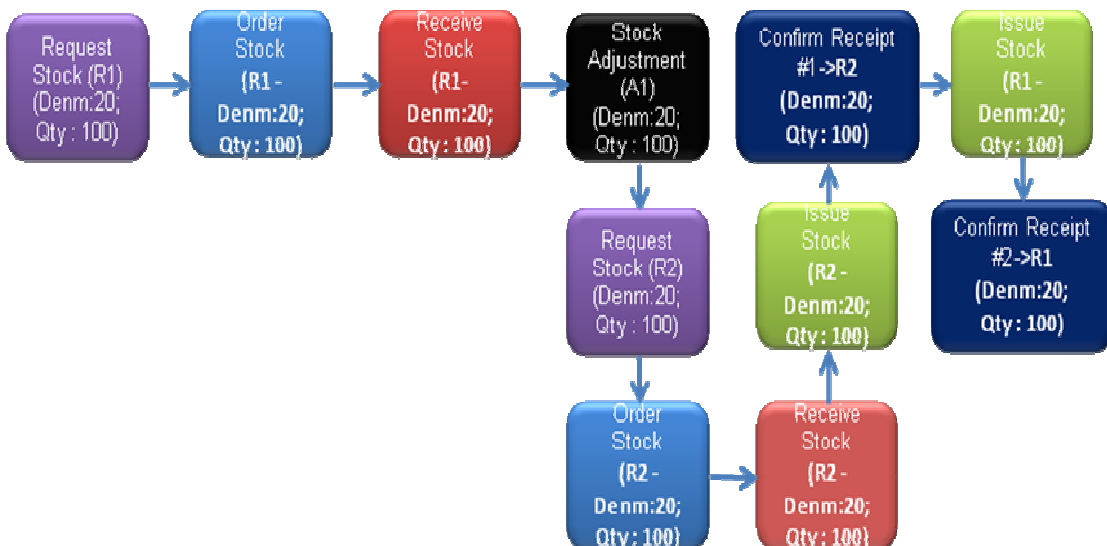 Request
Stock (R1)
(Denm:20;
Qty : 100)
Order
Stock
(R1 -
Denm:20;
Qty : 100)
Receive
Stock
(R1-
Denm:20;
Qty : 100)
Stock
Adjustment
(A1)
(Denm:20;
Qty : 100)
Request
Stock (R2)
(Denm:20;
Qty : 100)
Order
Stock
(R2 -
Denm:20;
Qty : 100)
Receive
Stock
(R2 -
Denm:20;
Qty : 100)
Issue
Stock
(R2 -
Denm:20;
Qty : 100)
Confirm Receipt
#1->R2
(Denm:20;
Qty : 100)
Issue
Stock
(R1 -
Denm:20;
Qty : 100)
Confirm Receipt
#2->R1
(Denm:20;
Qty : 100)